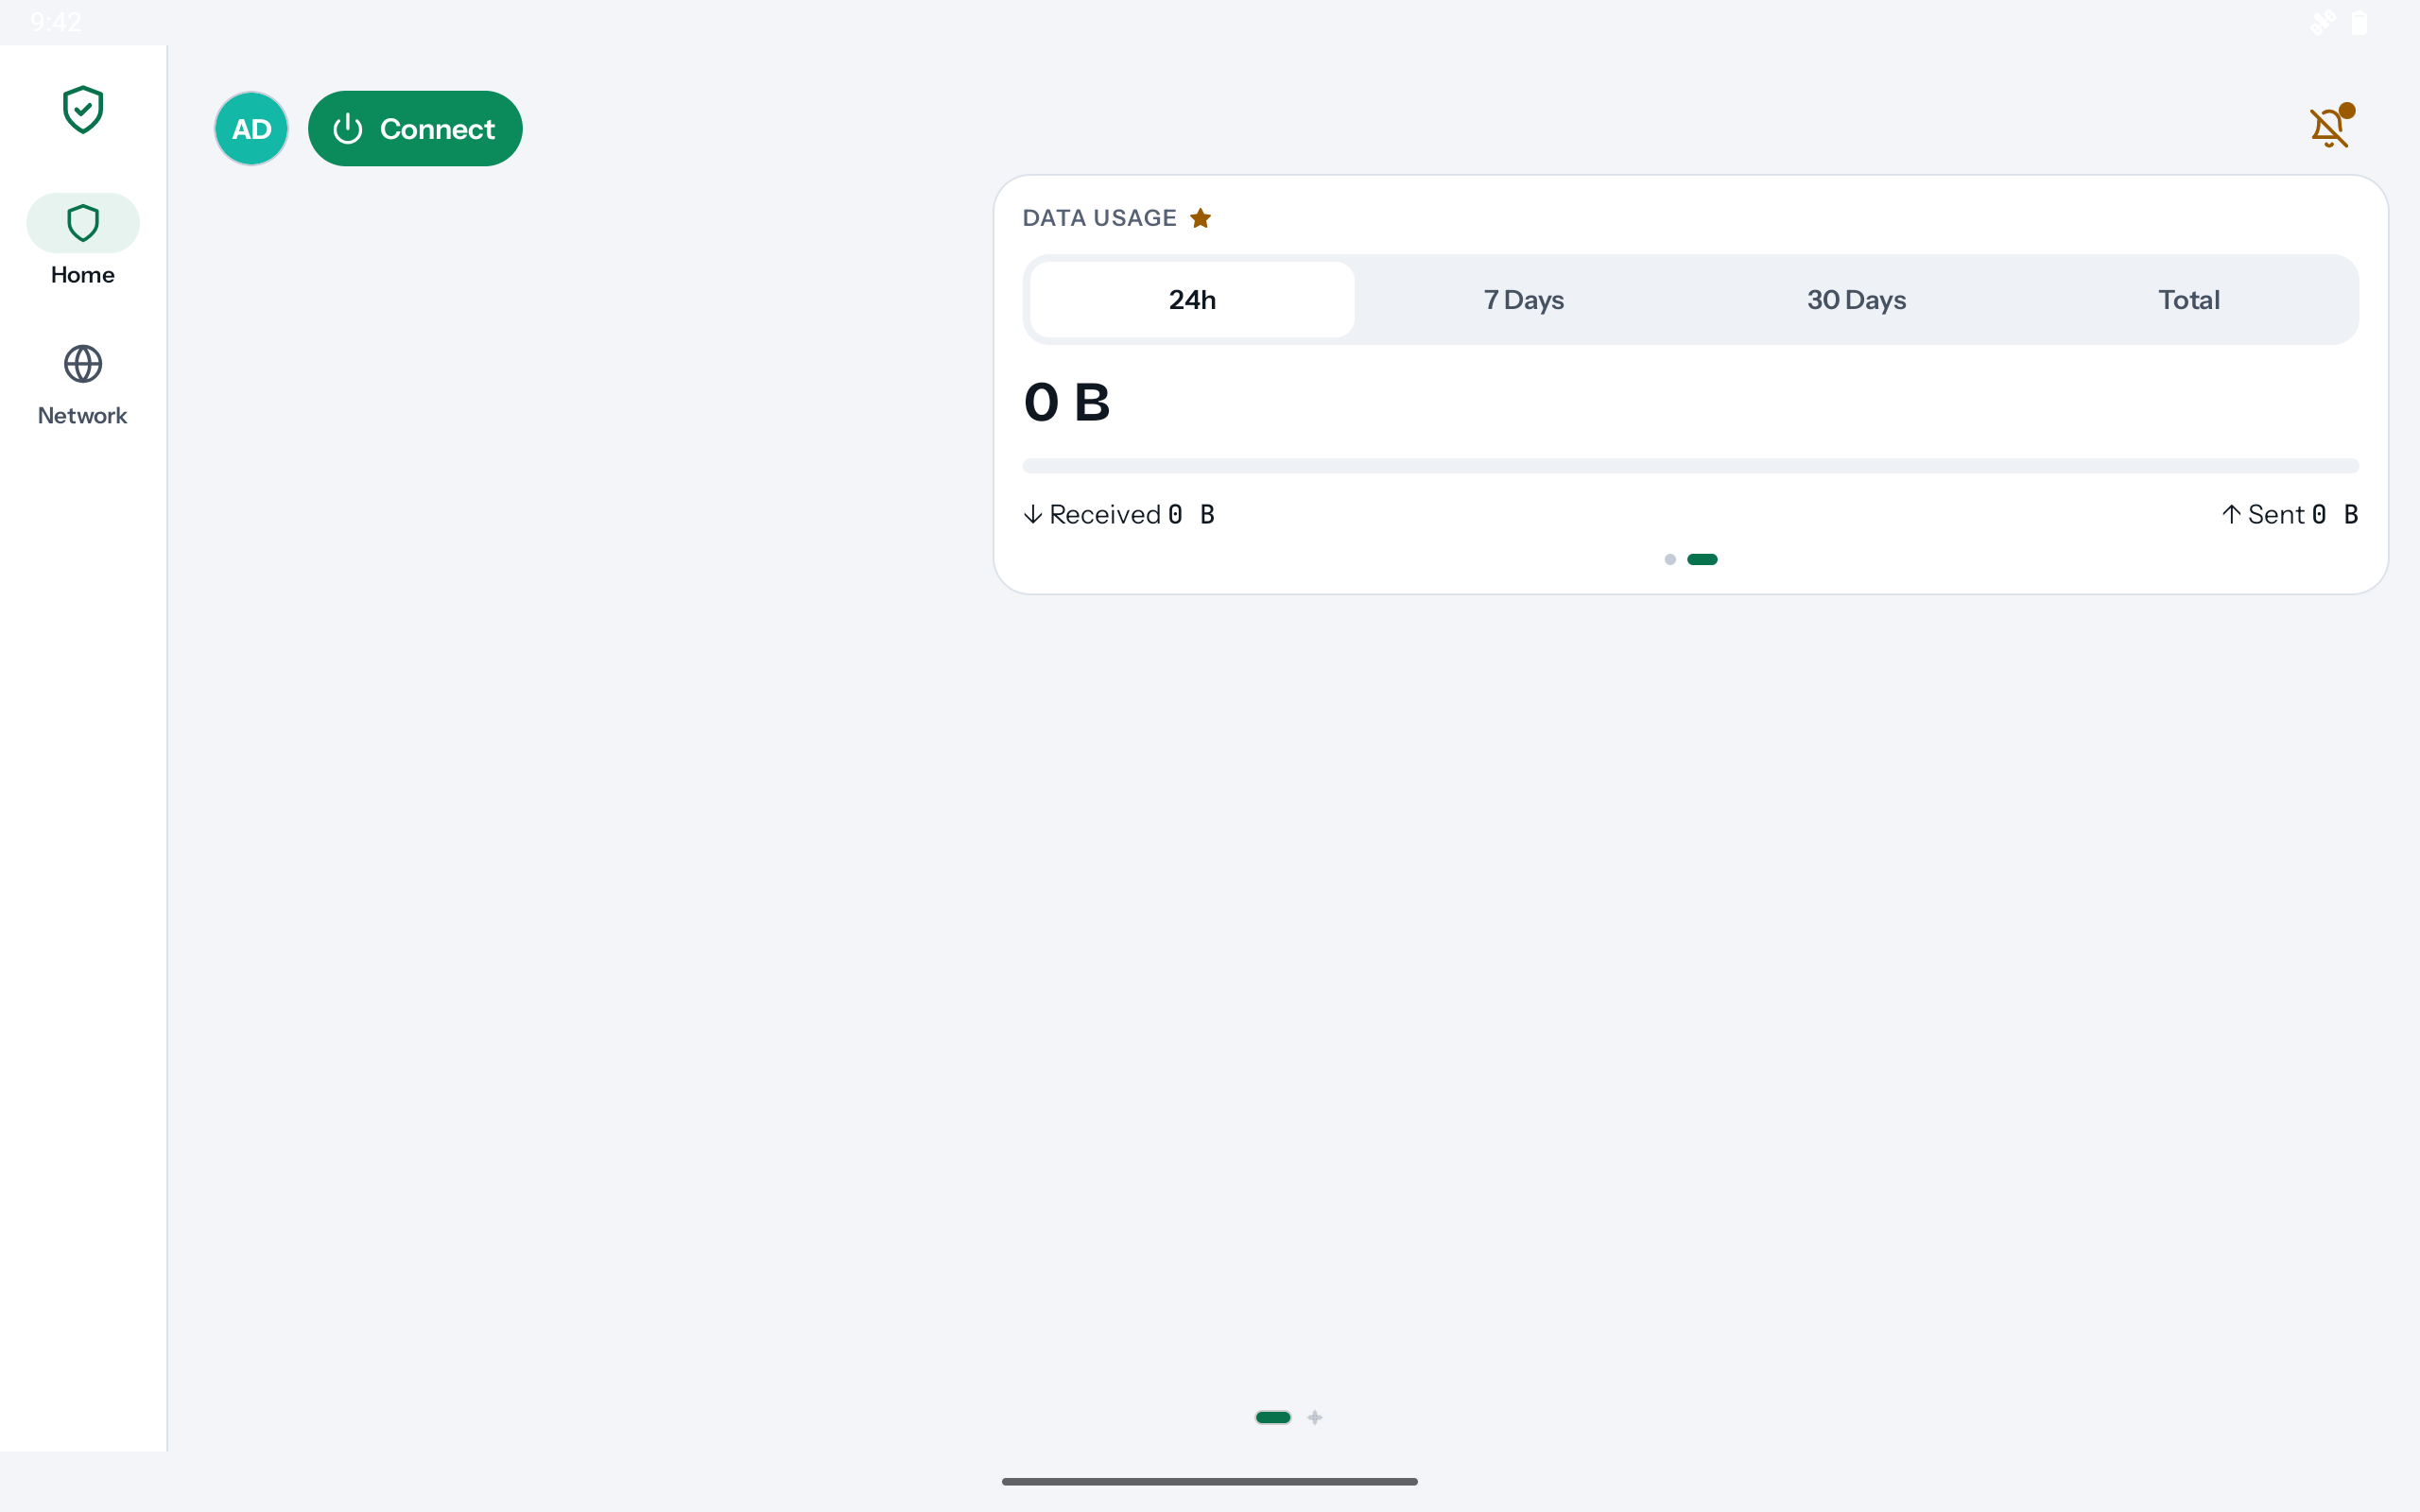 9:42
AD
Connect
Home
Network
DATA USAGE
24h
7 Days
30 Days
Total
0 B
Received 0 B
Sent 0 B